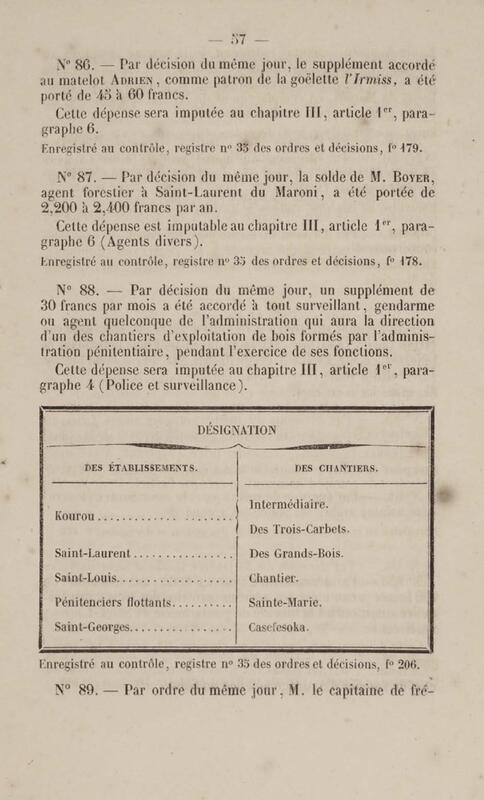 — 57 —
N° 86. — Par décision du même jour, le supplément accordé
au matelot ADRIEN, comme patron de la goëlette l'Irmiss, a été
porté de 45 à 60 francs.
Cette dépense sera imputée au chapitre III, article 1er, para-
graphe 6.
Enregistré au contrôle, registre n° 35 des ordres et décisions, f° 179.
N° 87. — Par décision du même jour, la solde de M. BOYER,
agent forestier à Saint-Laurent du Maroni, a été portée de
2,200 à 2,400 francs par an.
Cette dépense est imputable au chapitre III, article 1er, para-
graphe 6 (Agents divers).
Enregistré au contrôle, registre n° 35 des ordres et décisions, f° 178.
N° 88. — Par décision du même jour, un supplément de
30 francs par mois a été accordé à tout surveillant, gendarme
ou agent quelconque de l'administration qui aura la direction
d'un des chantiers d'exploitation de bois formés par l'adminis-
tration pénitentiaire, pendant l'exercice de ses fonctions.
Cette dépense sera imputée au chapitre III, article 1er, para-
graphe 4 (Police et surveillance).
DÉSIGNATION
DES ÉTABLISSEMENTS. DES CHANTIERS.
Kourou.................... Intermédiaire.
Des Trois-Carbets.
Saint-Laurent............... Des Grands-Bois.
Saint-Louis.................. Chantier.
Pénitenciers flottants.......... Sainte-Marie.
Saint-Georges................ Casefesoka.
Enregistré au contrôle, registre n° 35 des ordres et décisions, f° 206.
N° 89. — Par ordre du même jour, M. le capitaine de fré-